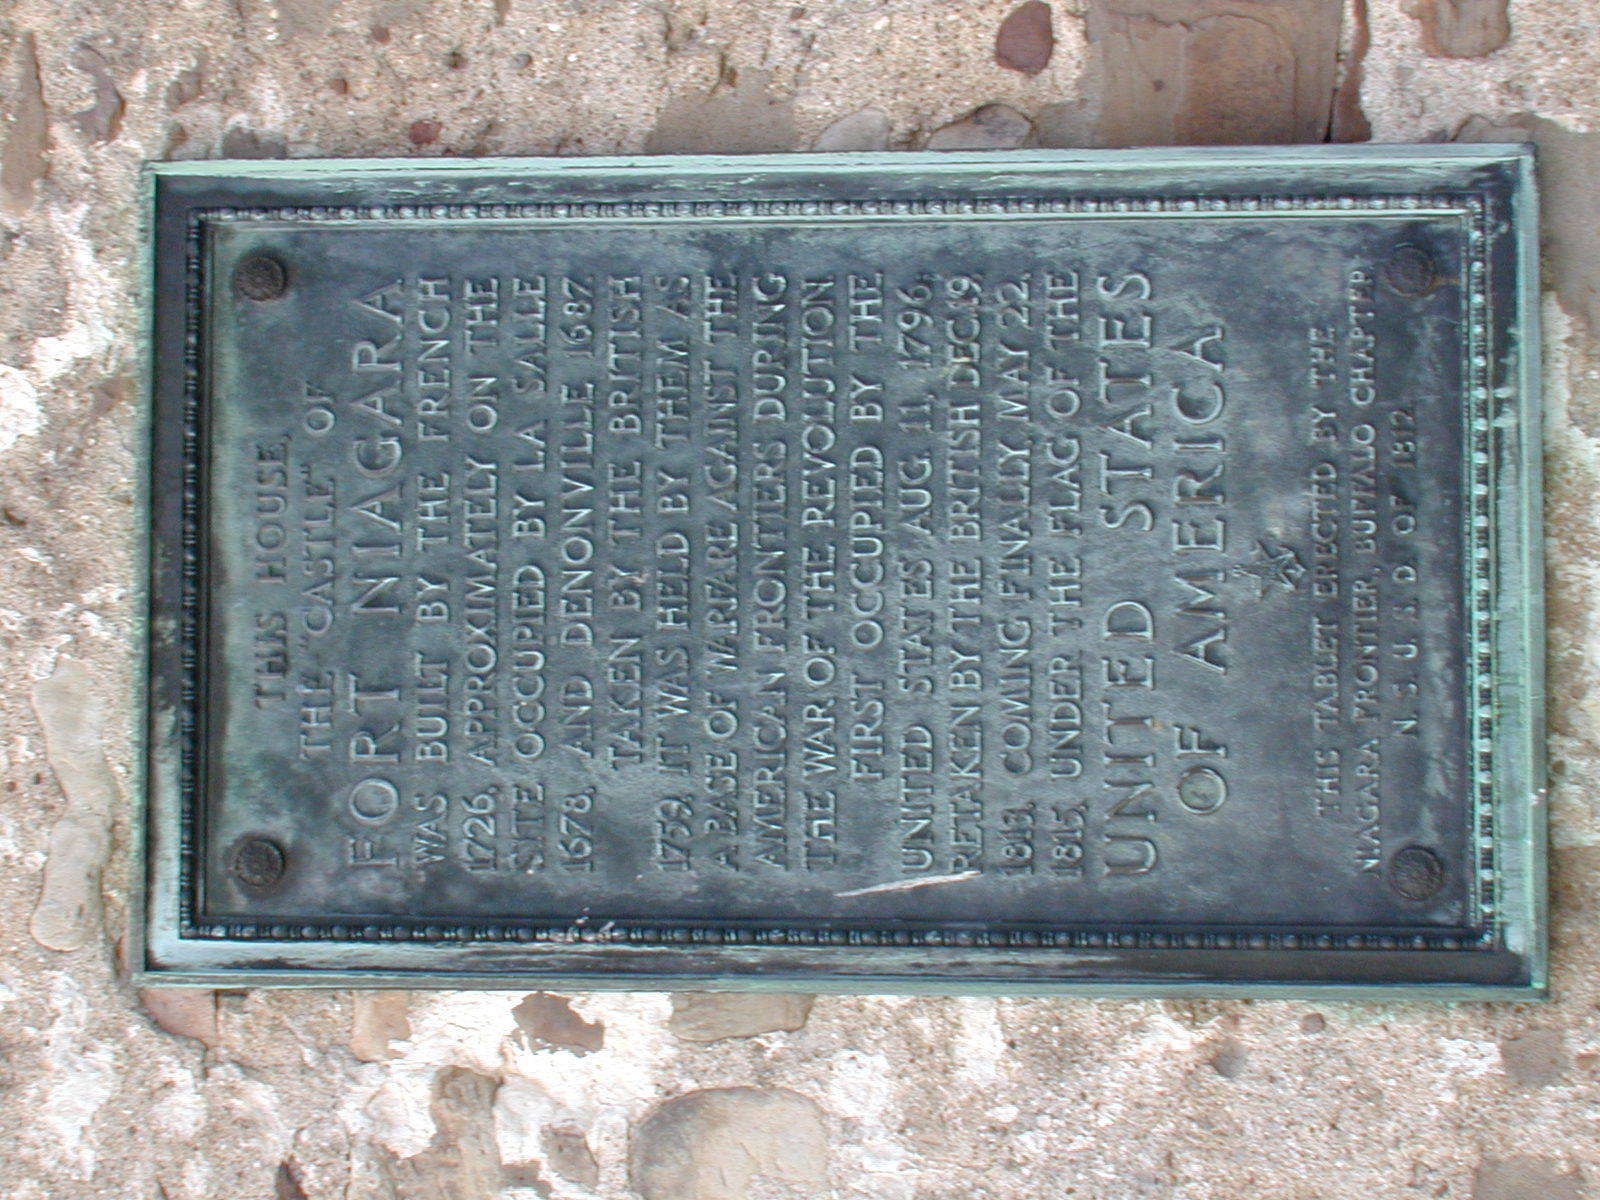 THIS HOUSE,
THE "CASTLE" OF
FORT NIAGARA
WAS BUILT BY THE FRENCH
1726, APPROXIMATELY ON THE
SITE OCCUPIED BY LA SALLE
1678, AND DENONVILLE 1687
TAKEN BY THE BRITISH
1759, IT WAS HELD BY THEM AS
A BASE OF WARFARE AGAINST THE
AMERICAN FRONTIERS DURING
THE WAR OF THE REVOLUTION.
FIRST OCCUPIED BY THE
UNITED STATES AUG. 11, 1796,
RETAKEN BY THE BRITISH DEC. 19,
1813, COMING FINALLY, MAY 22,
1815, UNDER THE FLAG OF THE
UNITED STATES
OF AMERICA
THIS TABLET ERECTED BY THE
NIAGARA FRONTIER, BUFFALO CHAPTER
N. S. U. S. D. OF 1812.